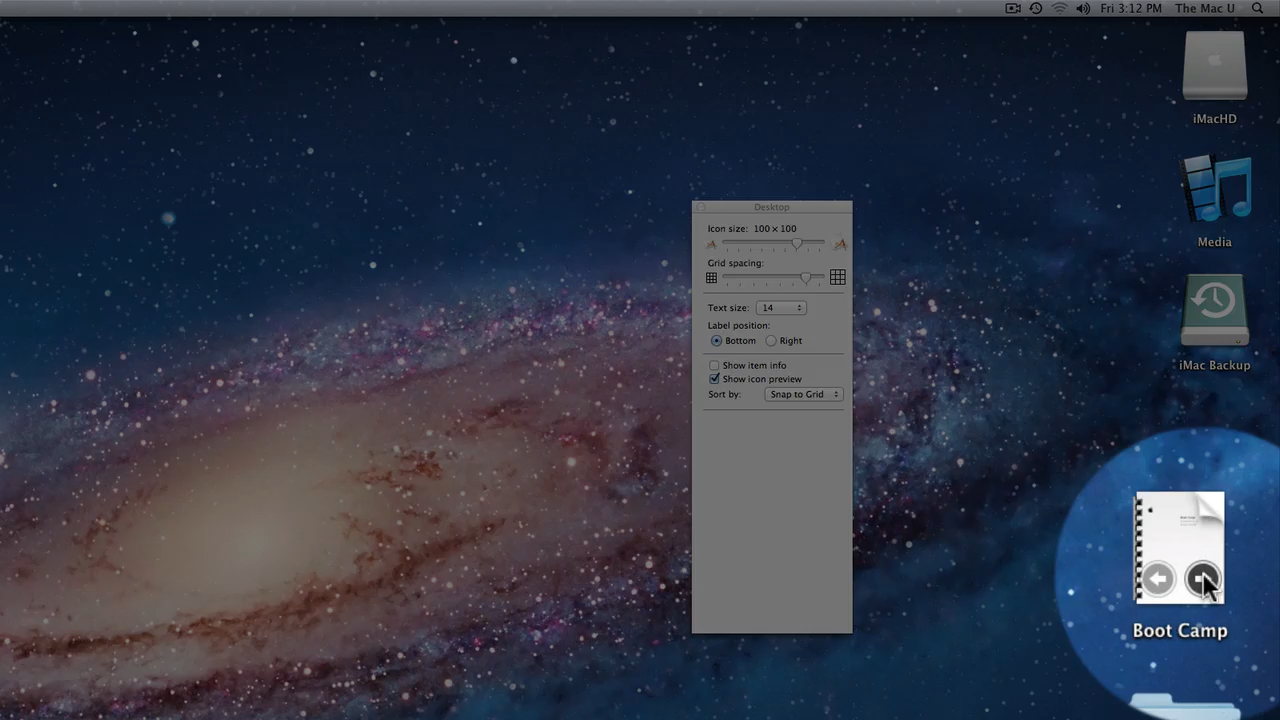 Fri 3:12 PM The Mac U
iMacHD
Media
iMac Backup
Desktop
Icon size: 100 × 100
Grid spacing:
Text size: 14
Label position:
Bottom Right
Show item info
Show icon preview
Sort by: Snap to Grid
Boot Camp